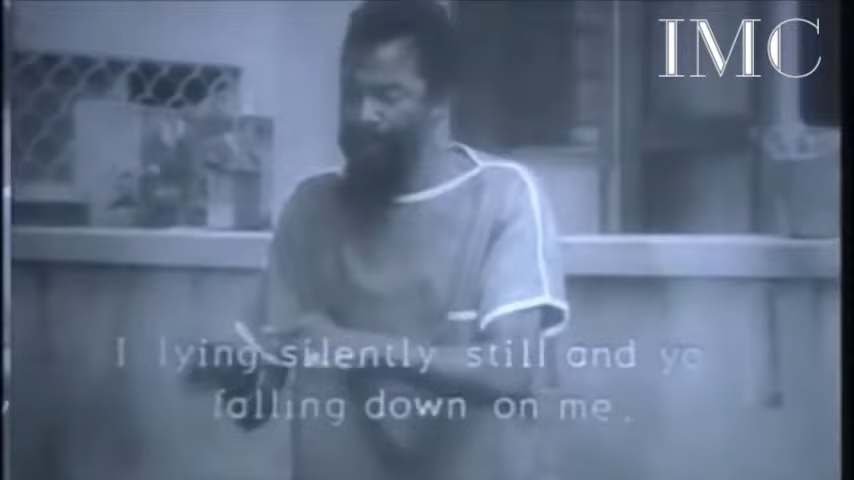 IMC
I lying silently still and yo
falling down on me.